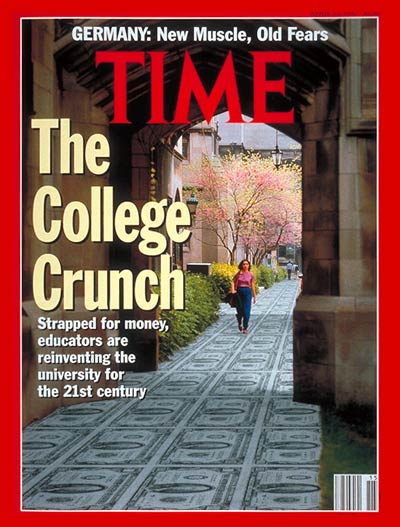 GERMANY: New Muscle, Old Fears
TIME
The
College
Crunch
Strapped for money,
educators are
reinventing the
university for
the 21st century
15